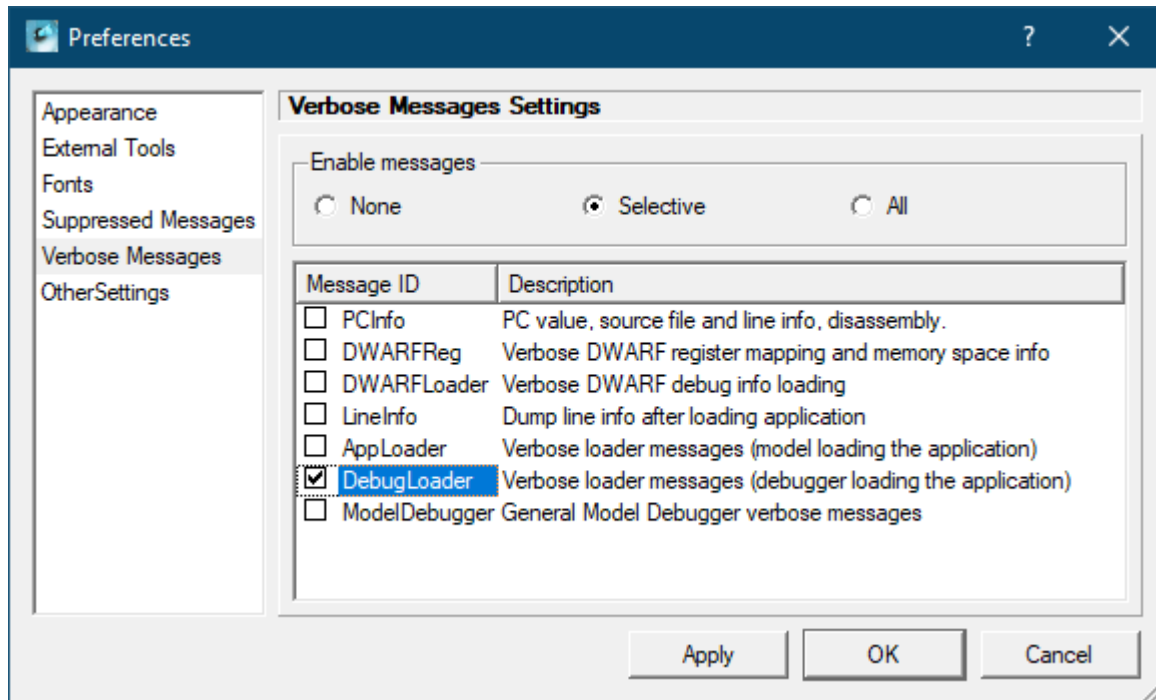 Preferences
?
Appearance
External Tools
Fonts
Suppressed Messages
Verbose Messages
OtherSettings
Verbose Messages Settings
Enable messages
None Selective All
Message ID Description
PCInfo PC value, source file and line info, disassembly.
DWARFReg Verbose DWARF register mapping and memory space info
DWARFLoader Verbose DWARF debug info loading
LineInfo Dump line info after loading application
AppLoader Verbose loader messages (model loading the application)
DebugLoader Verbose loader messages (debugger loading the application)
ModelDebugger General Model Debugger verbose messages
Apply OK Cancel